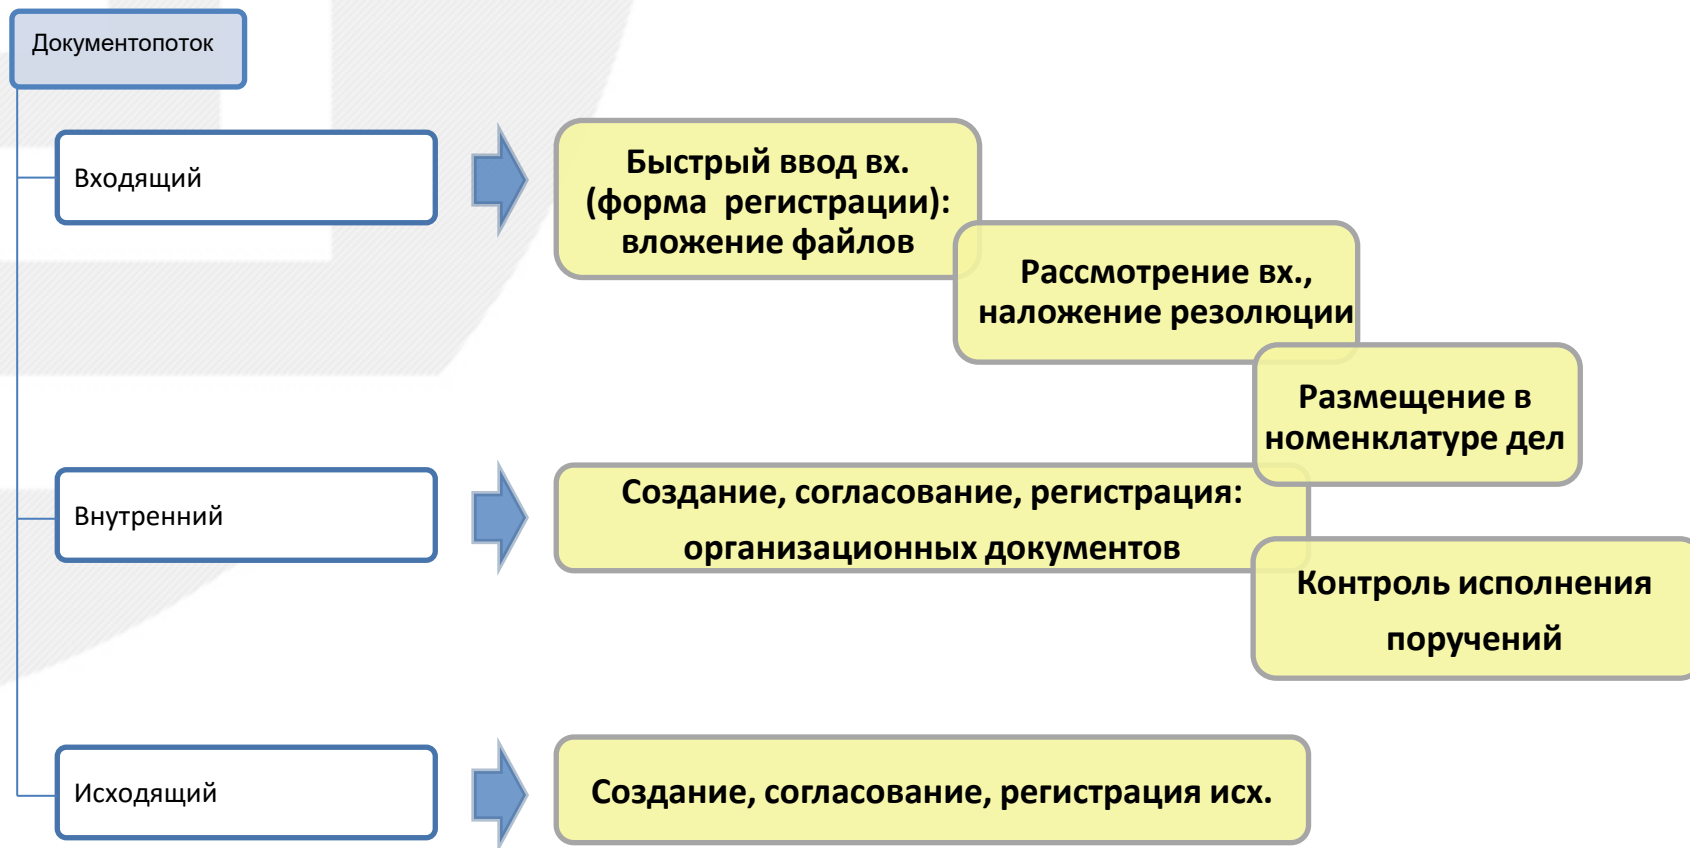 Документопоток
Входящий
Быстрый ввод вх.
(форма регистрации):
вложение файлов
Рассмотрение вх.,
наложение резолюции
Размещение в
номенклатуре дел
Внутренний
Создание, согласование, регистрация:
организационных документов
Контроль исполнения
поручений
Исходящий
Создание, согласование, регистрация исх.